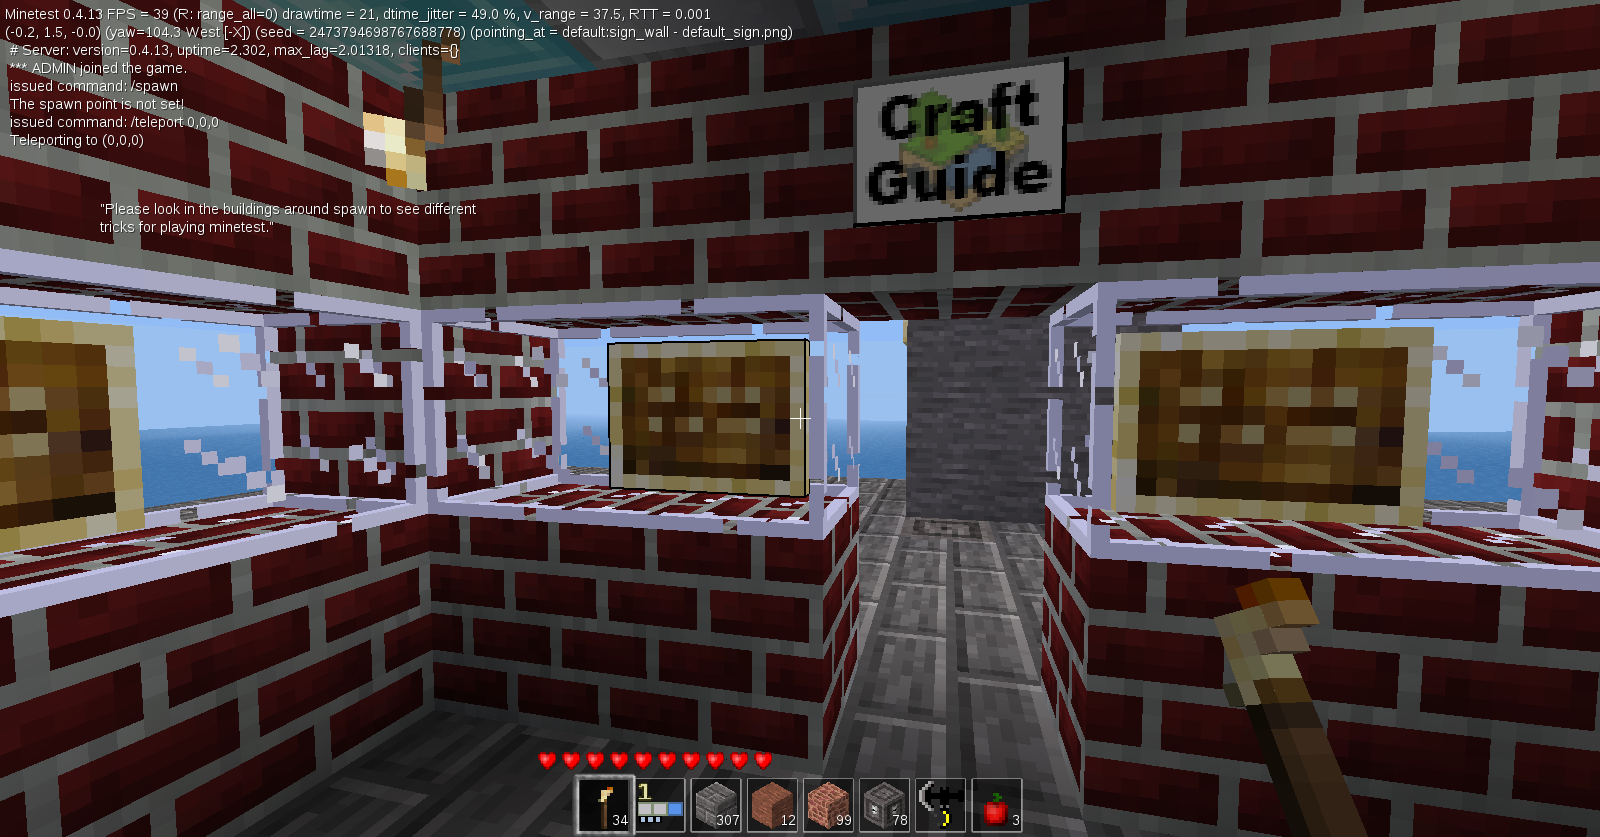 Minetest 0.4.13 FPS = 39 (R: range_all=0) drawtime = 21, dtime_jitter = 49.0 %, v_range = 37.5, RTT = 0.001
(-0.2, 1.5, -0.0) (yaw=104.3 West [-X]) (seed = 2473794698767688778) (pointing_at = default:sign_wall - default_sign.png)
# Server: version=0.4.13, uptime=2.302, max_lag=2.01318, clients={}
*** ADMIN joined the game.
issued command: /spawn
The spawn point is not set!
issued command: /teleport 0,0,0
Teleporting to (0,0,0)
"Please look in the buildings around spawn to see different
tricks for playing minetest."
Craft
Guide
1
34 307 12 99 78 3